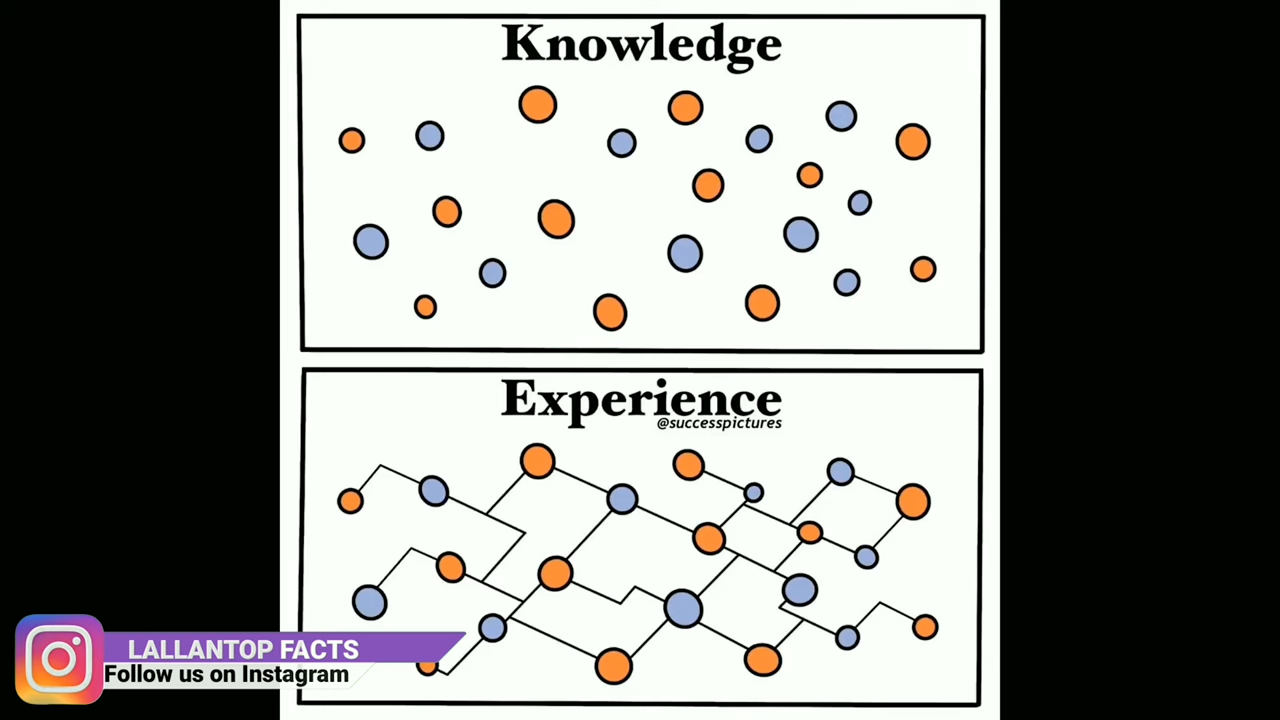 Knowledge
Experience
@successpictures
LALLANTOP FACTS
Follow us on Instagram